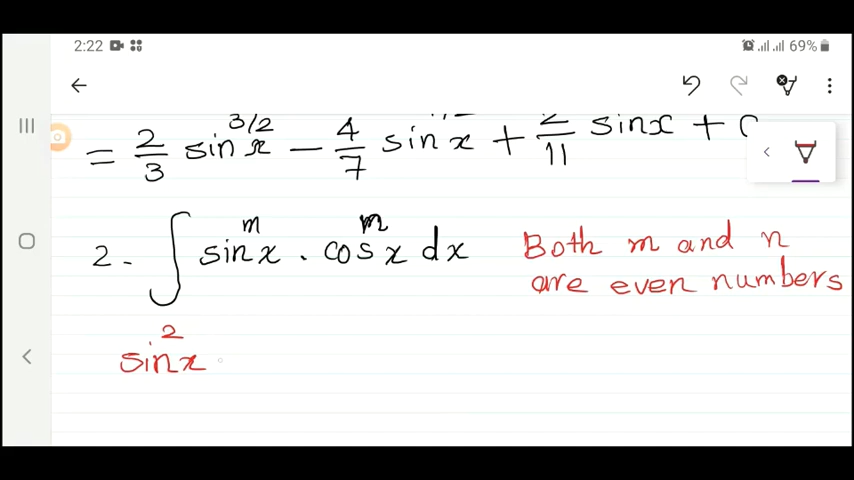 2:22 69%
= 2/3 sin^3/2 x - 4/7 sin x + 2/11 sin x +
2. ∫ sin^m x . cos^m x dx Both m and n
are even numbers
sin^2 x